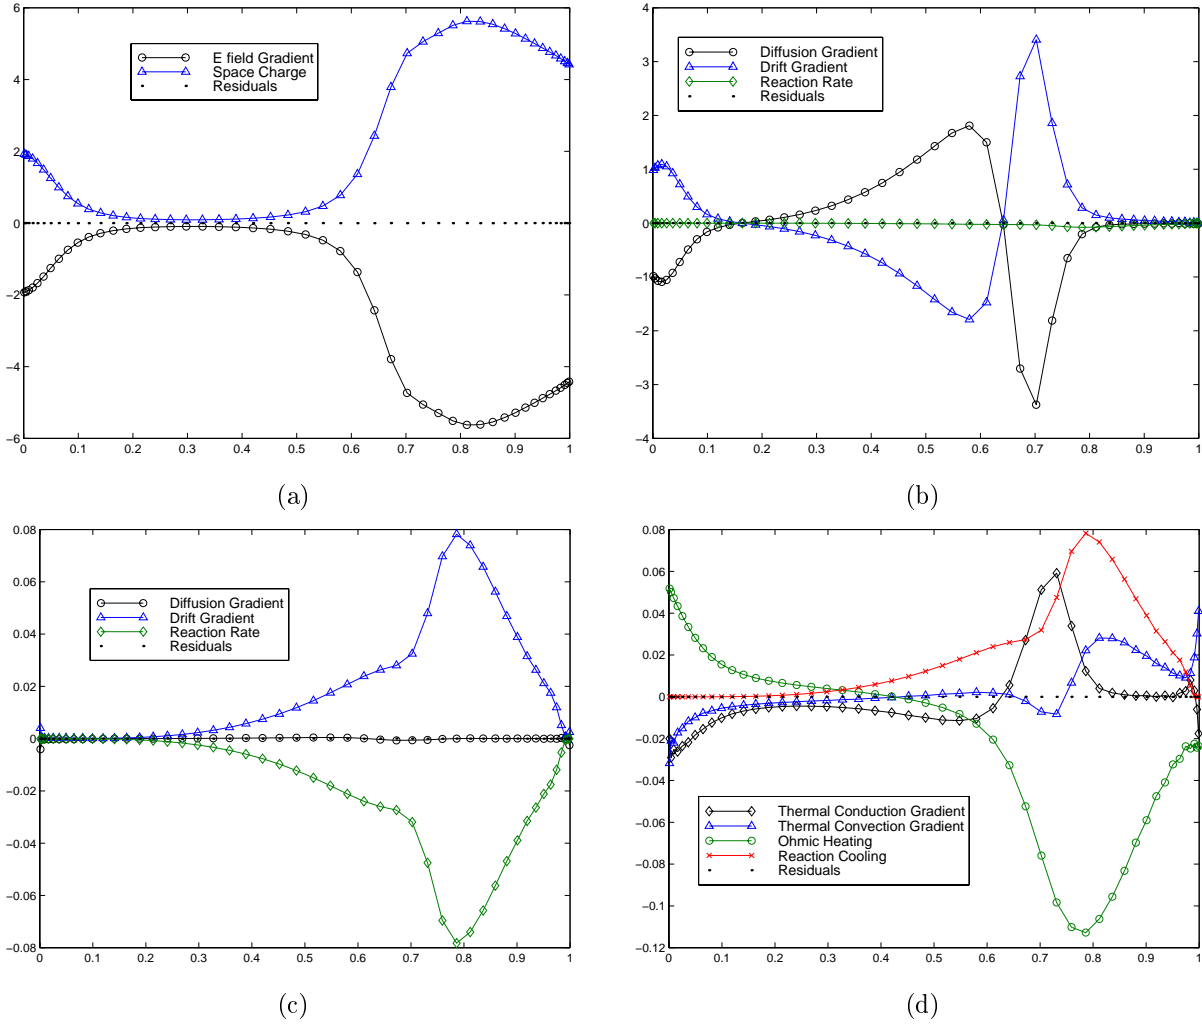 6
4
2
0
−2
−4
−6
0 0.1 0.2 0.3 0.4 0.5 0.6 0.7 0.8 0.9 1
E field Gradient
Space Charge
Residuals
(a)
4
3
2
1
0
−1
−2
−3
−4
0 0.1 0.2 0.3 0.4 0.5 0.6 0.7 0.8 0.9 1
Diffusion Gradient
Drift Gradient
Reaction Rate
Residuals
(b)
0.08
0.06
0.04
0.02
0
−0.02
−0.04
−0.06
−0.08
0 0.1 0.2 0.3 0.4 0.5 0.6 0.7 0.8 0.9 1
Diffusion Gradient
Drift Gradient
Reaction Rate
Residuals
(c)
0.08
0.06
0.04
0.02
0
−0.02
−0.04
−0.06
−0.08
−0.1
−0.12
0 0.1 0.2 0.3 0.4 0.5 0.6 0.7 0.8 0.9 1
Thermal Conduction Gradient
Thermal Convection Gradient
Ohmic Heating
Reaction Cooling
Residuals
(d)